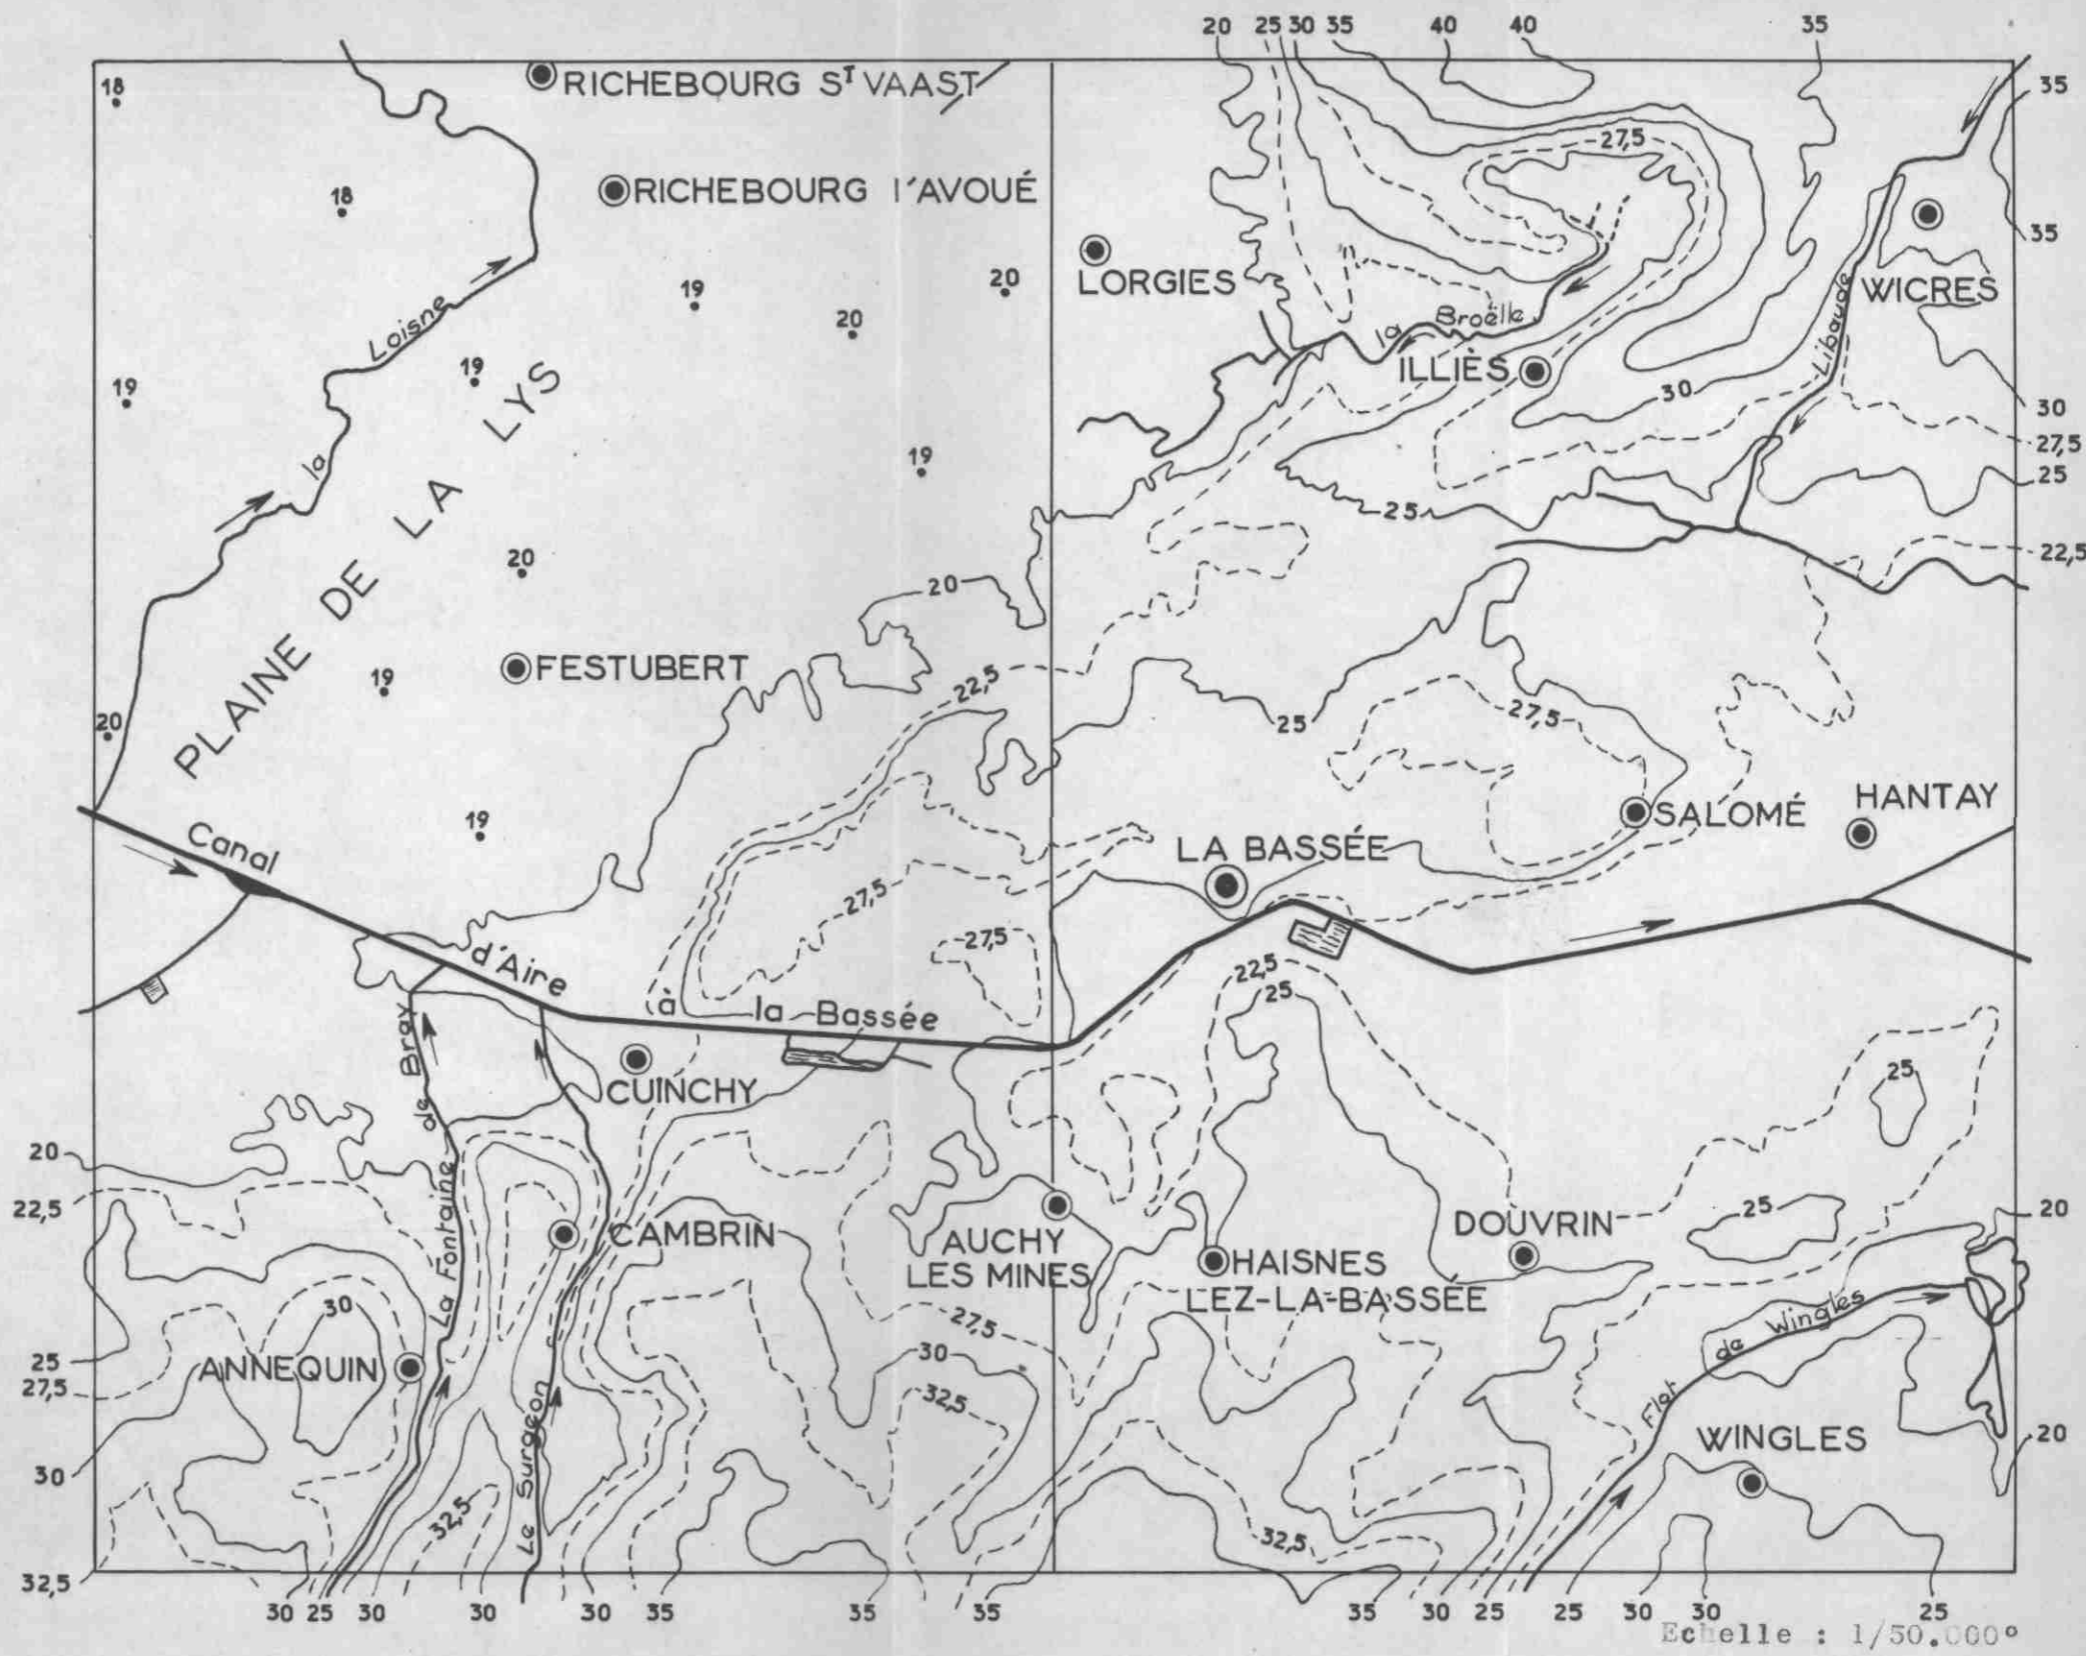 20 25 30 35 40 40 35
18
RICHEBOURG Sᵀ VAAST
35
27,5
18
RICHEBOURG l'AVOUÉ
35
LORGIES
WICRES
19
20
20
la Loisne
la Broëlle
Libaude
19
ILLIÈS
19
30
30
27,5
19
25
25
PLAINE DE LA LYS
22,5
20
20
FESTUBERT
19
22,5
27,5
20
25
HANTAY
SALOMÉ
19
LA BASSÉE
Canal d'Aire à la Bassée
27,5
27,5
22,5
25
La Fontaine de Bray
CUINCHY
25
20
22,5
CAMBRIN
AUCHY
LES MINES
HAISNES
LEZ-LA-BASSÉE
DOUVRIN
25
20
30
27,5
Flot de Wingles
25
ANNEQUIN
27,5
30
32,5
Le Surgeon
WINGLES
20
30
32,5
32,5
32,5
30 25 30 30 30 35 35 35 35 30 25 25 30 30 25
Echelle : 1/50.000°